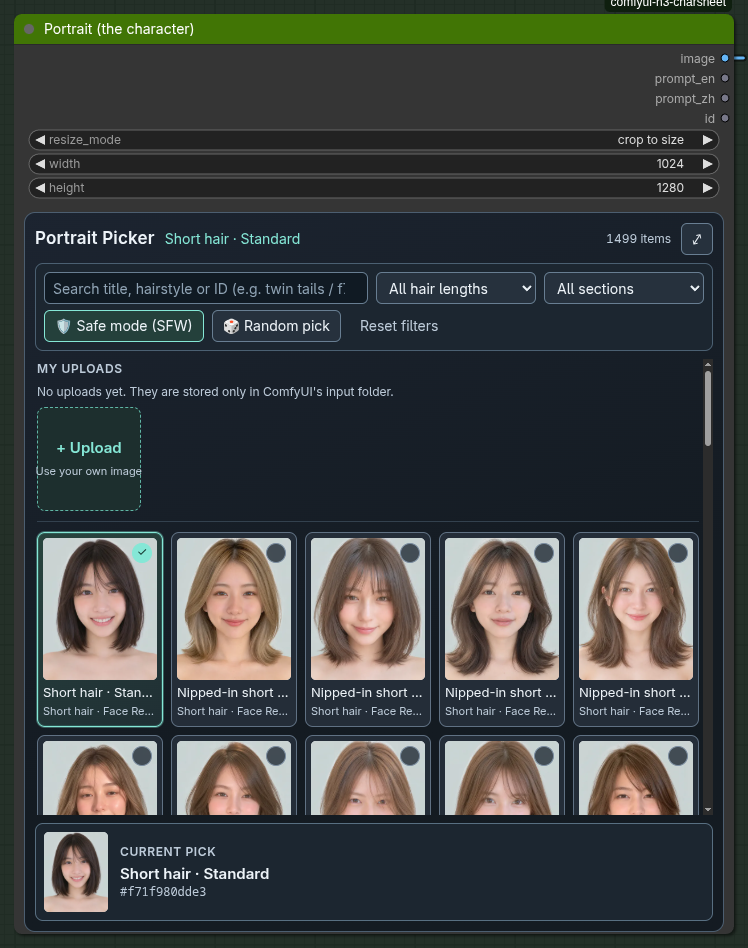 comfyui-h3-charsheet
Portrait (the character)
image
prompt_en
prompt_zh
id
resize_mode crop to size
width 1024
height 1280
Portrait Picker Short hair · Standard 1499 items
Search title, hairstyle or ID (e.g. twin tails / f. All hair lengths All sections
Safe mode (SFW) Random pick Reset filters
MY UPLOADS
No uploads yet. They are stored only in ComfyUI's input folder.
+ Upload
Use your own image
Short hair · Stan... Nipped-in short ... Nipped-in short ... Nipped-in short ... Nipped-in short ...
Short hair · Face Re... Short hair · Face Re... Short hair · Face Re... Short hair · Face Re... Short hair · Face Re...
CURRENT PICK
Short hair · Standard
#f71f980dde3